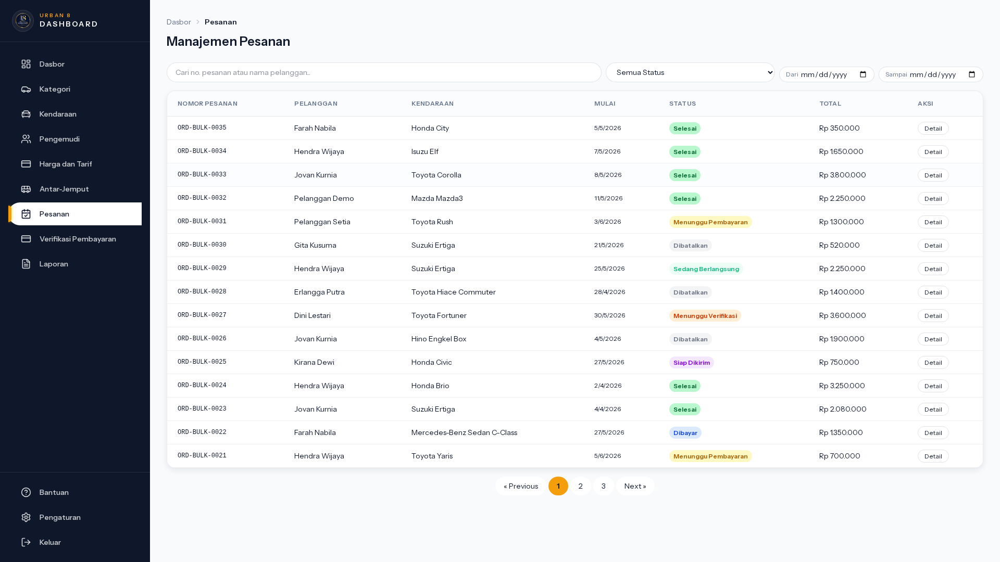 URBAN 8
DASHBOARD
Dasbor
Kategori
Kendaraan
Pengemudi
Harga dan Tarif
Antar-Jemput
Pesanan
Verifikasi Pembayaran
Laporan
Bantuan
Pengaturan
Keluar
Dasbor > Pesanan
Manajemen Pesanan
Cari no. pesanan atau nama pelanggan... Semua Status Dari mm/dd/yyyy Sampai mm/dd/yyyy
NOMOR PESANAN PELANGGAN KENDARAAN MULAI STATUS TOTAL AKSI
ORD-BULK-0035 Farah Nabila Honda City 5/5/2026 Selesai Rp 350.000 Detail
ORD-BULK-0034 Hendra Wijaya Isuzu Elf 7/5/2026 Selesai Rp 1.650.000 Detail
ORD-BULK-0033 Jovan Kurnia Toyota Corolla 8/5/2026 Selesai Rp 3.800.000 Detail
ORD-BULK-0032 Pelanggan Demo Mazda Mazda3 11/5/2026 Selesai Rp 2.250.000 Detail
ORD-BULK-0031 Pelanggan Setia Toyota Rush 3/6/2026 Menunggu Pembayaran Rp 1.300.000 Detail
ORD-BULK-0030 Gita Kusuma Suzuki Ertiga 21/5/2026 Dibatalkan Rp 520.000 Detail
ORD-BULK-0029 Hendra Wijaya Suzuki Ertiga 25/5/2026 Sedang Berlangsung Rp 2.250.000 Detail
ORD-BULK-0028 Erlangga Putra Toyota Hiace Commuter 28/4/2026 Dibatalkan Rp 1.400.000 Detail
ORD-BULK-0027 Dini Lestari Toyota Fortuner 30/5/2026 Menunggu Verifikasi Rp 3.600.000 Detail
ORD-BULK-0026 Jovan Kurnia Hino Engkel Box 4/5/2026 Dibatalkan Rp 1.900.000 Detail
ORD-BULK-0025 Kirana Dewi Honda Civic 27/5/2026 Siap Dikirim Rp 750.000 Detail
ORD-BULK-0024 Hendra Wijaya Honda Brio 2/4/2026 Selesai Rp 3.250.000 Detail
ORD-BULK-0023 Jovan Kurnia Suzuki Ertiga 4/4/2026 Selesai Rp 2.080.000 Detail
ORD-BULK-0022 Farah Nabila Mercedes-Benz Sedan C-Class 27/5/2026 Dibayar Rp 1.350.000 Detail
ORD-BULK-0021 Hendra Wijaya Toyota Yaris 5/6/2026 Menunggu Pembayaran Rp 700.000 Detail
« Previous 1 2 3 Next »